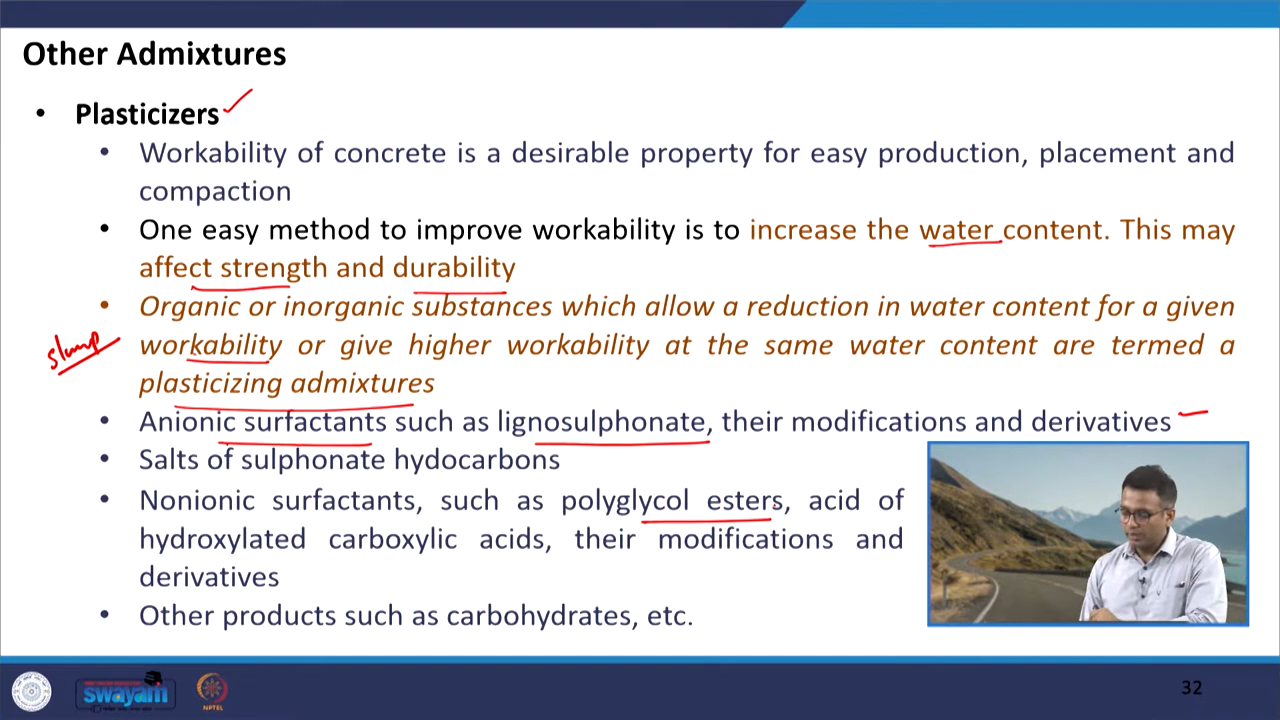 Other Admixtures
• Plasticizers
• Workability of concrete is a desirable property for easy production, placement and
compaction
• One easy method to improve workability is to increase the water content. This may
affect strength and durability
• Organic or inorganic substances which allow a reduction in water content for a given
slump
workability or give higher workability at the same water content are termed a
plasticizing admixtures
• Anionic surfactants such as lignosulphonate, their modifications and derivatives
• Salts of sulphonate hydocarbons
• Nonionic surfactants, such as polyglycol esters, acid of
hydroxylated carboxylic acids, their modifications and
derivatives
• Other products such as carbohydrates, etc.
swayam
NPTEL
32